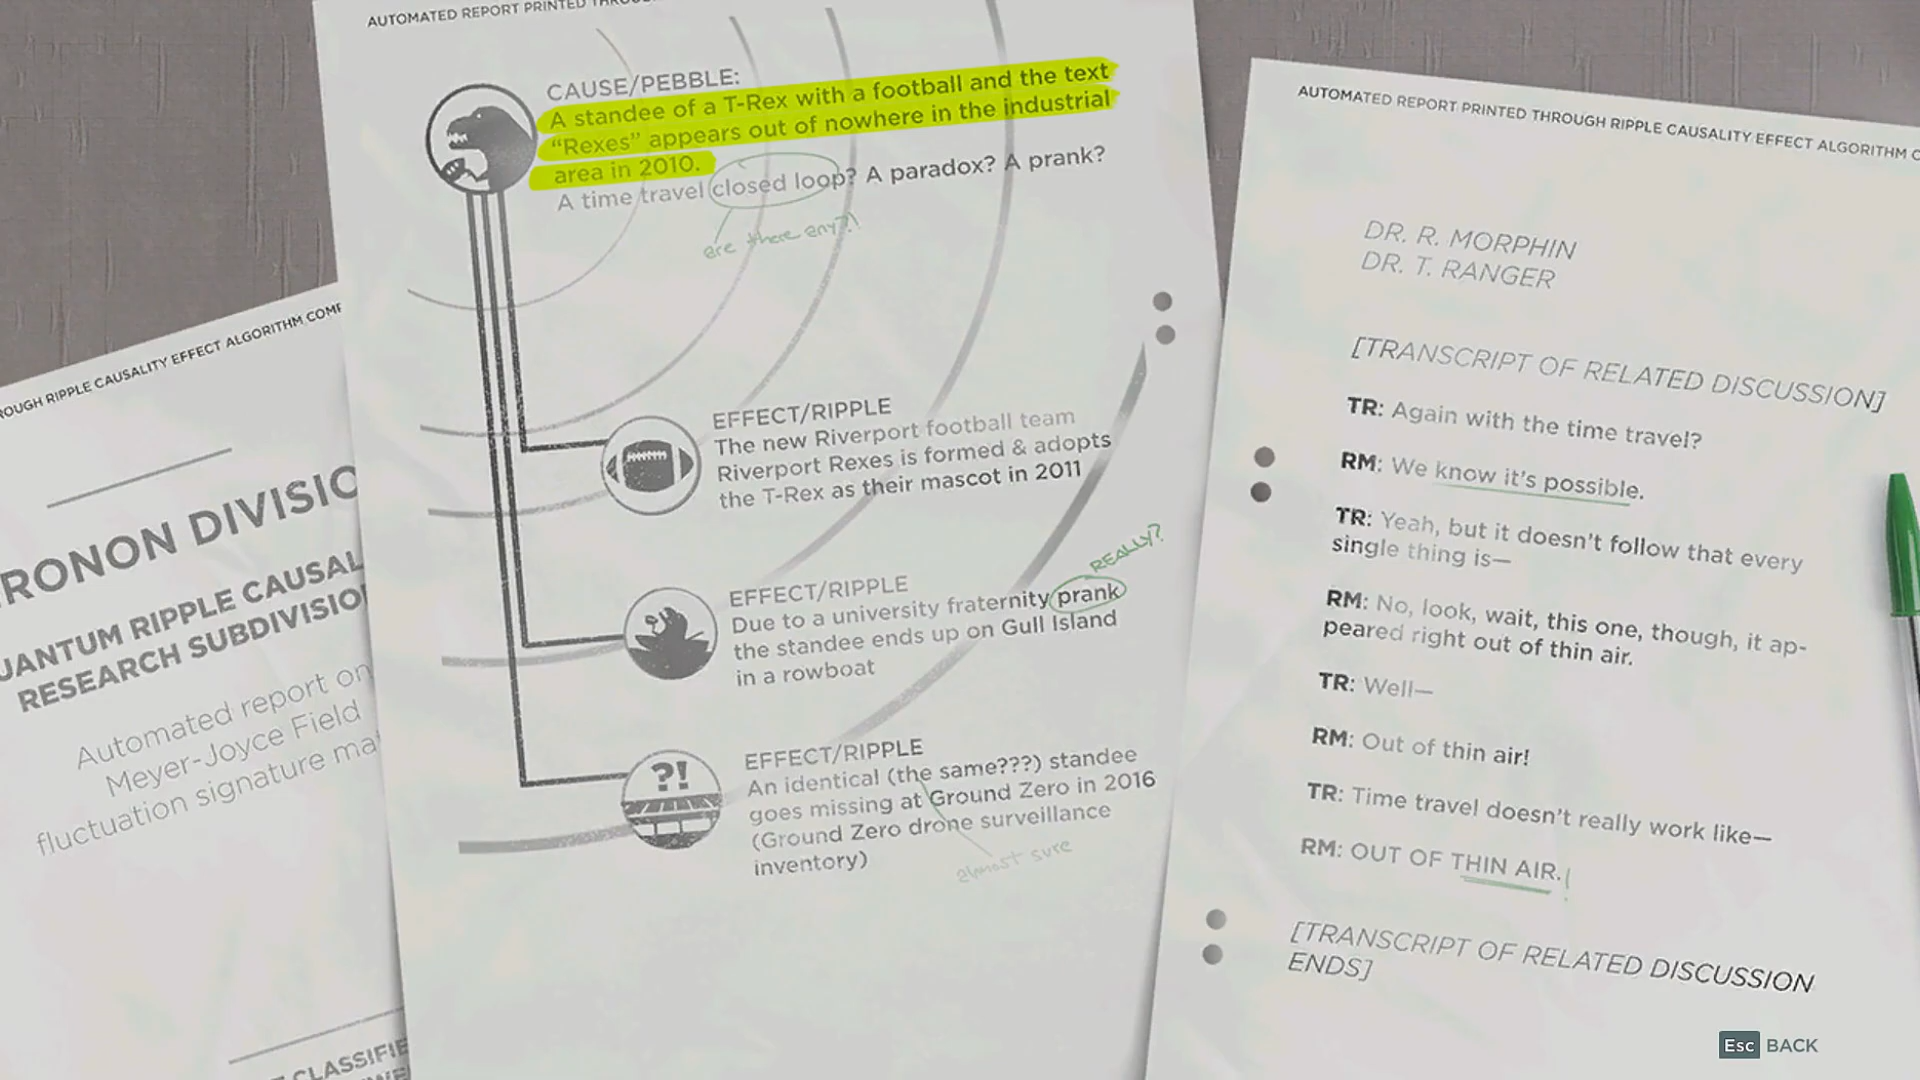 AUTOMATED REPORT PRINTED
CAUSE/PEBBLE:
A standee of a T-Rex with a football and the text
“Rexes” appears out of nowhere in the industrial
area in 2010.
A time travel closed loop? A paradox? A prank?
are there any?!
EFFECT/RIPPLE
The new Riverport football team
Riverport Rexes is formed & adopts
the T-Rex as their mascot in 2011
REALLY?
EFFECT/RIPPLE
Due to a university fraternity prank
the standee ends up on Gull Island
in a rowboat
?!
EFFECT/RIPPLE
An identical (the same???) standee
goes missing at Ground Zero in 2016
(Ground Zero drone surveillance
inventory)
almost sure
OUGH RIPPLE CAUSALITY EFFECT ALGORITHM COMP
RONON DIVISIO
UANTUM RIPPLE CAUSAL
RESEARCH SUBDIVISIO
Automated report on
Meyer-Joyce Field
fluctuation signature ma
CLASSIFIE
AUTOMATED REPORT PRINTED THROUGH RIPPLE CAUSALITY EFFECT ALGORITHM C
DR. R. MORPHIN
DR. T. RANGER
[TRANSCRIPT OF RELATED DISCUSSION]
TR: Again with the time travel?
RM: We know it’s possible.
TR: Yeah, but it doesn’t follow that every
single thing is—
RM: No, look, wait, this one, though, it ap-
peared right out of thin air.
TR: Well—
RM: Out of thin air!
TR: Time travel doesn’t really work like—
RM: OUT OF THIN AIR.!
[TRANSCRIPT OF RELATED DISCUSSION
ENDS]
Esc BACK